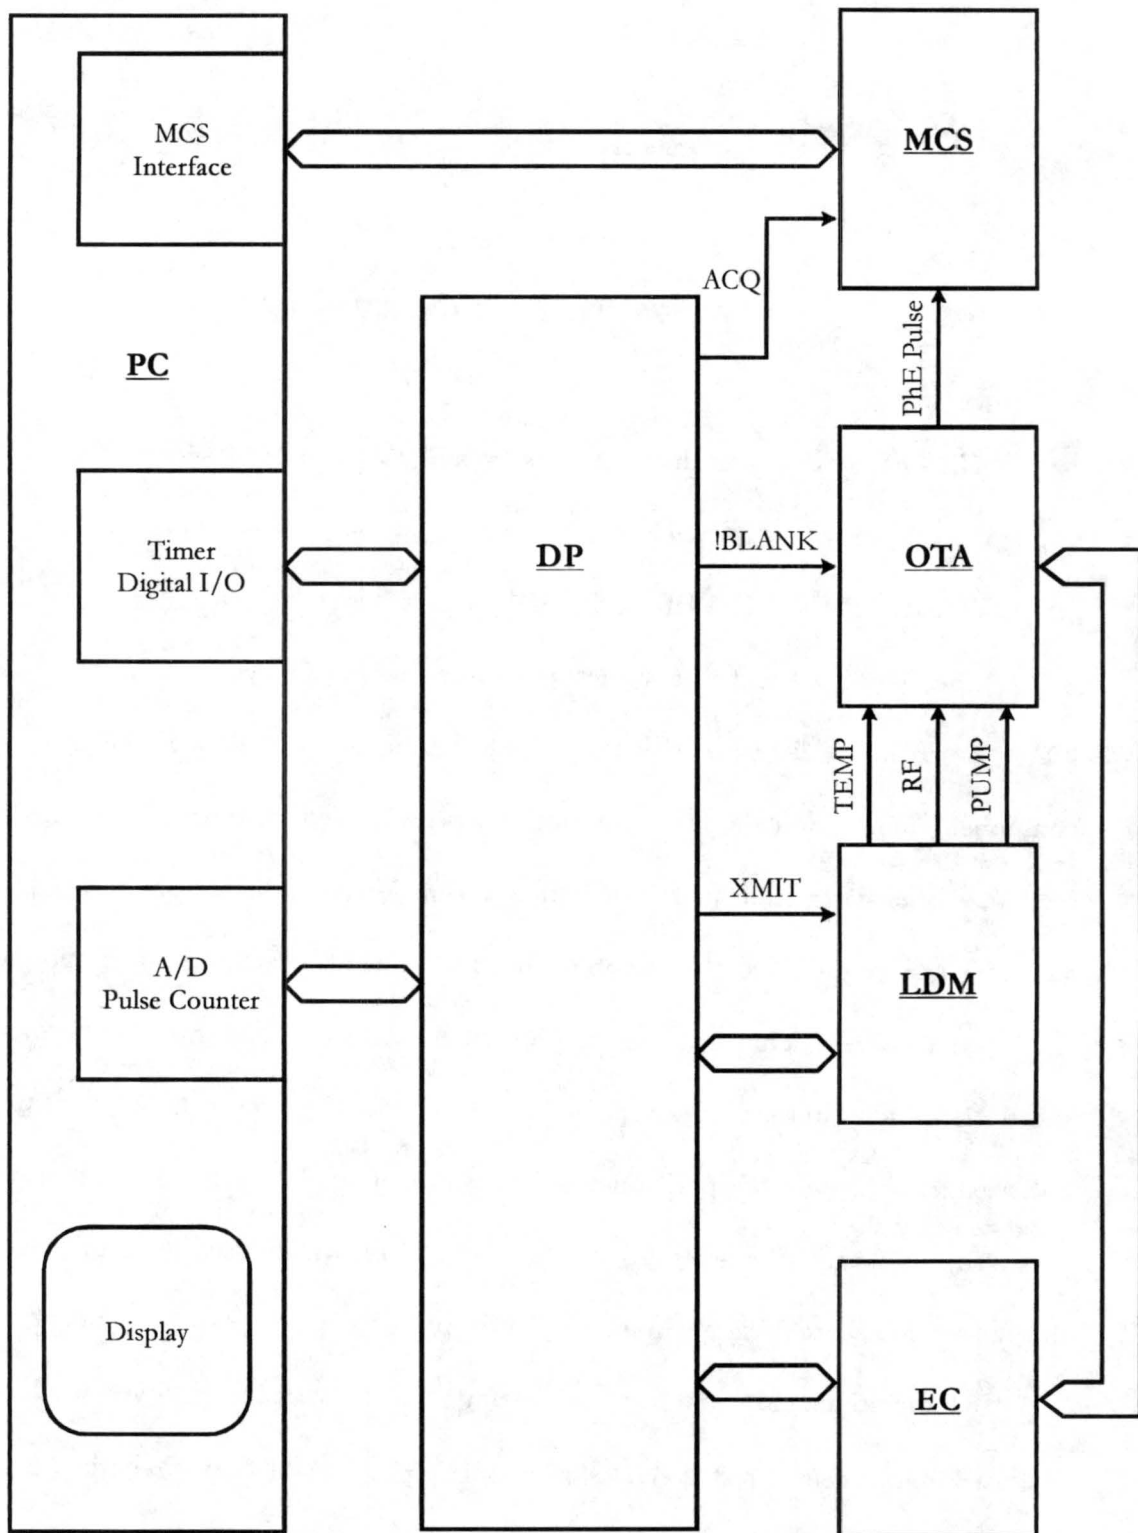 MCS
Interface
MCS
ACQ
PhE Pulse
PC
Timer
Digital I/O
DP
!BLANK
OTA
TEMP
RF
PUMP
XMIT
A/D
Pulse Counter
LDM
Display
EC